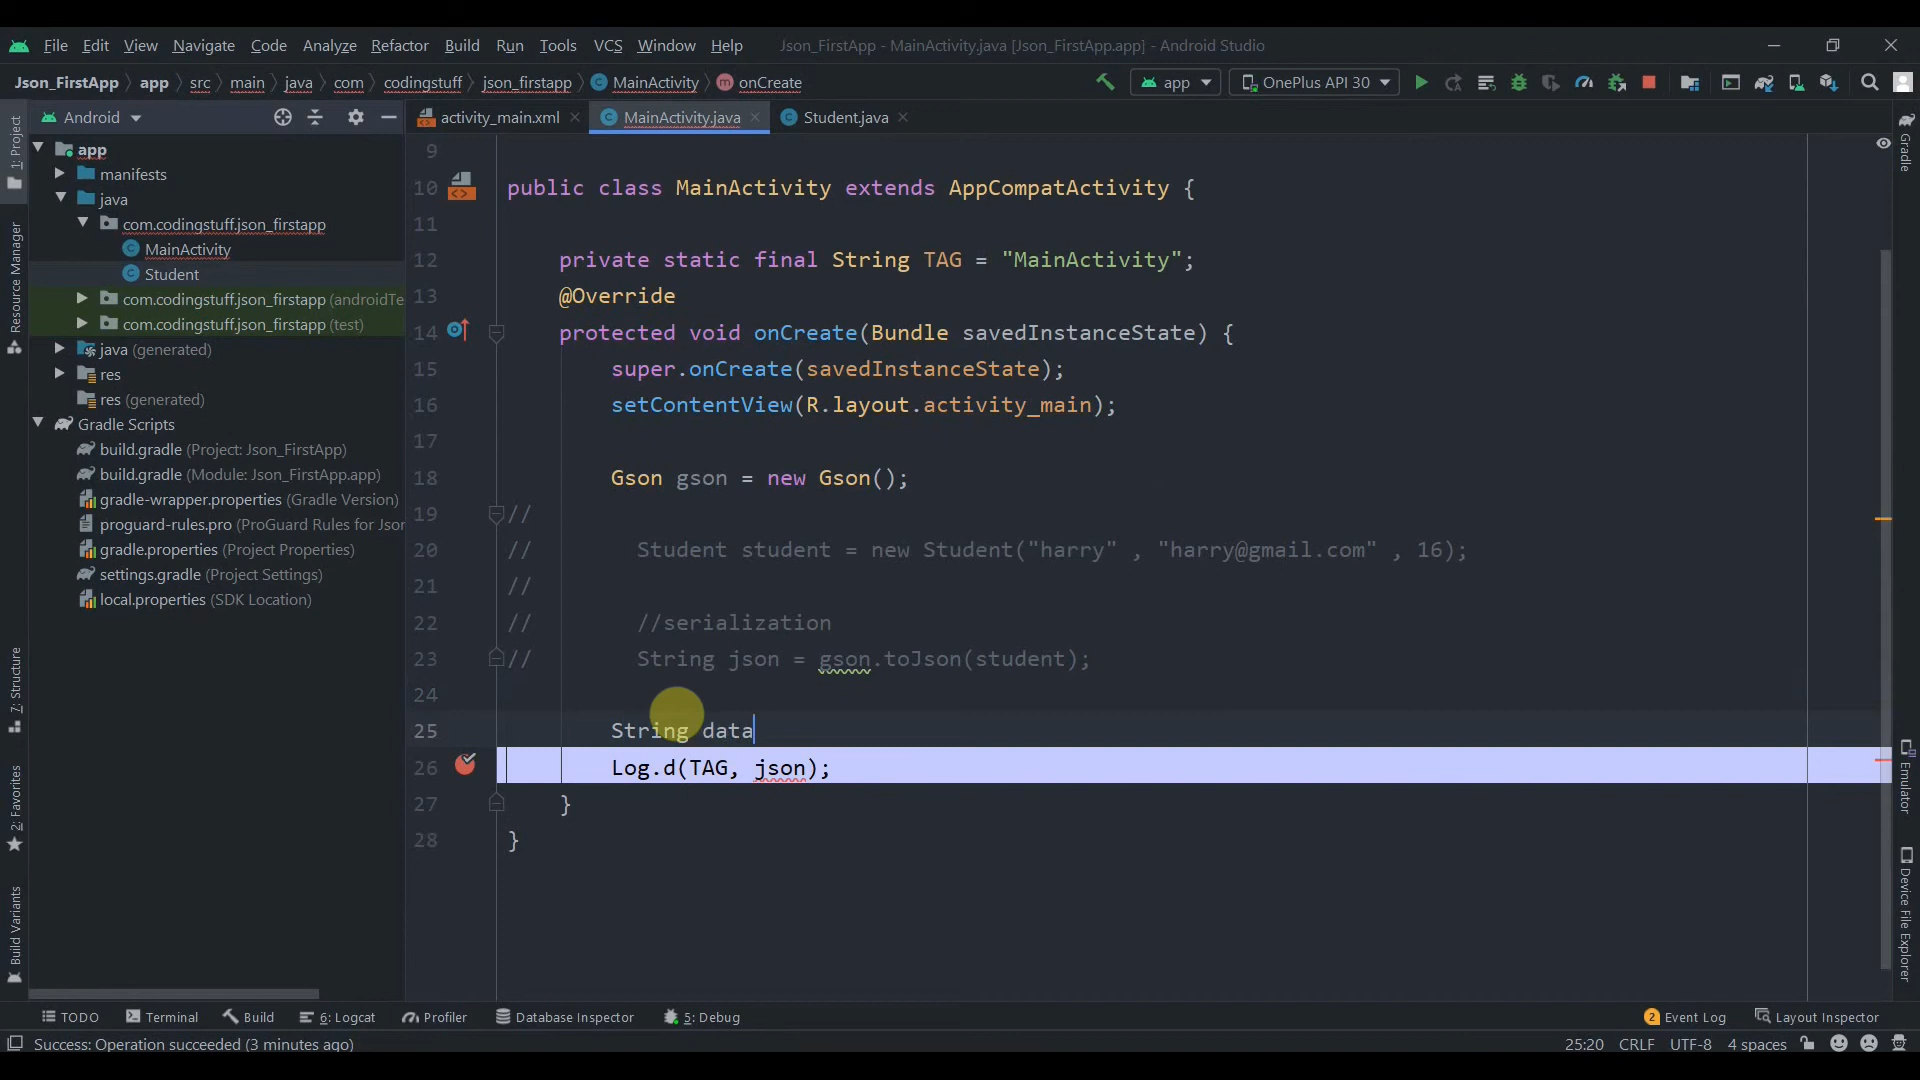 File Edit View Navigate Code Analyze Refactor Build Run Tools VCS Window Help Json_FirstApp - MainActivity.java [Json_FirstApp.app] - Android Studio
Json_FirstApp app src main java com codingstuff json_firstapp MainActivity onCreate app OnePlus API 30
Android activity_main.xml MainActivity.java Student.java
app
manifests
java
com.codingstuff.json_firstapp
MainActivity
Student
com.codingstuff.json_firstapp (androidTe
com.codingstuff.json_firstapp (test)
java (generated)
res
res (generated)
Gradle Scripts
build.gradle (Project: Json_FirstApp)
build.gradle (Module: Json_FirstApp.app)
gradle-wrapper.properties (Gradle Version)
proguard-rules.pro (ProGuard Rules for Jsor
gradle.properties (Project Properties)
settings.gradle (Project Settings)
local.properties (SDK Location)
1: Project
Resource Manager
7: Structure
2: Favorites
Build Variants
9
10 public class MainActivity extends AppCompatActivity {
11
12 private static final String TAG = "MainActivity";
13 @Override
14 protected void onCreate(Bundle savedInstanceState) {
15 super.onCreate(savedInstanceState);
16 setContentView(R.layout.activity_main);
17
18 Gson gson = new Gson();
19 //
20 // Student student = new Student("harry" , "harry@gmail.com" , 16);
21 //
22 // //serialization
23 // String json = gson.toJson(student);
24
25 String data
26 Log.d(TAG, json);
27 }
28 }
Gradle
Emulator
Device File Explorer
TODO Terminal Build 6: Logcat Profiler Database Inspector 5: Debug 2 Event Log Layout Inspector
Success: Operation succeeded (3 minutes ago) 25:20 CRLF UTF-8 4 spaces